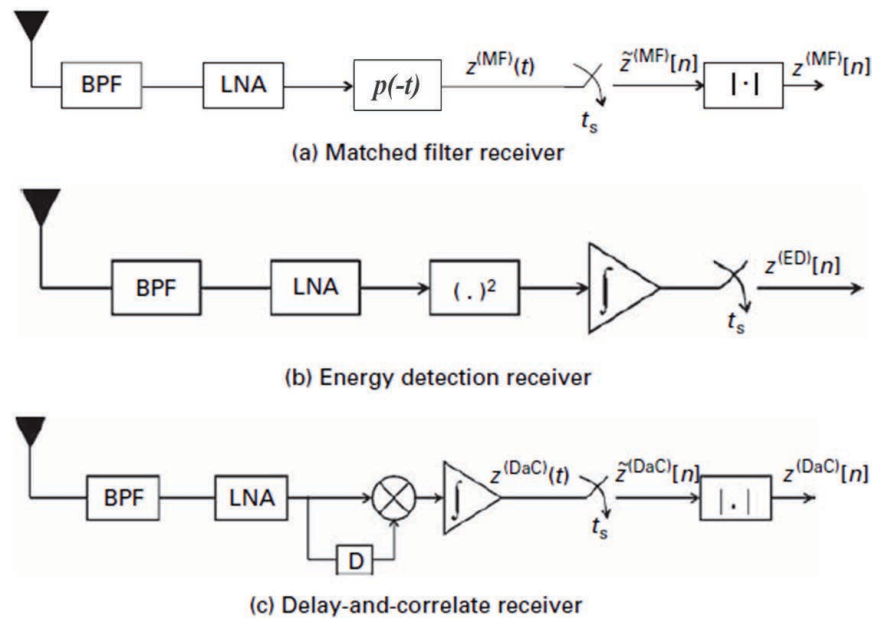 BPF LNA p(-t) z^(MF)(t) t_s z̃^(MF)[n] |·| z^(MF)[n]
(a) Matched filter receiver
BPF LNA (.)² ∫ t_s z^(ED)[n]
(b) Energy detection receiver
BPF LNA D ∫ z^(DaC)(t) t_s z̃^(DaC)[n] |.| z^(DaC)[n]
(c) Delay-and-correlate receiver